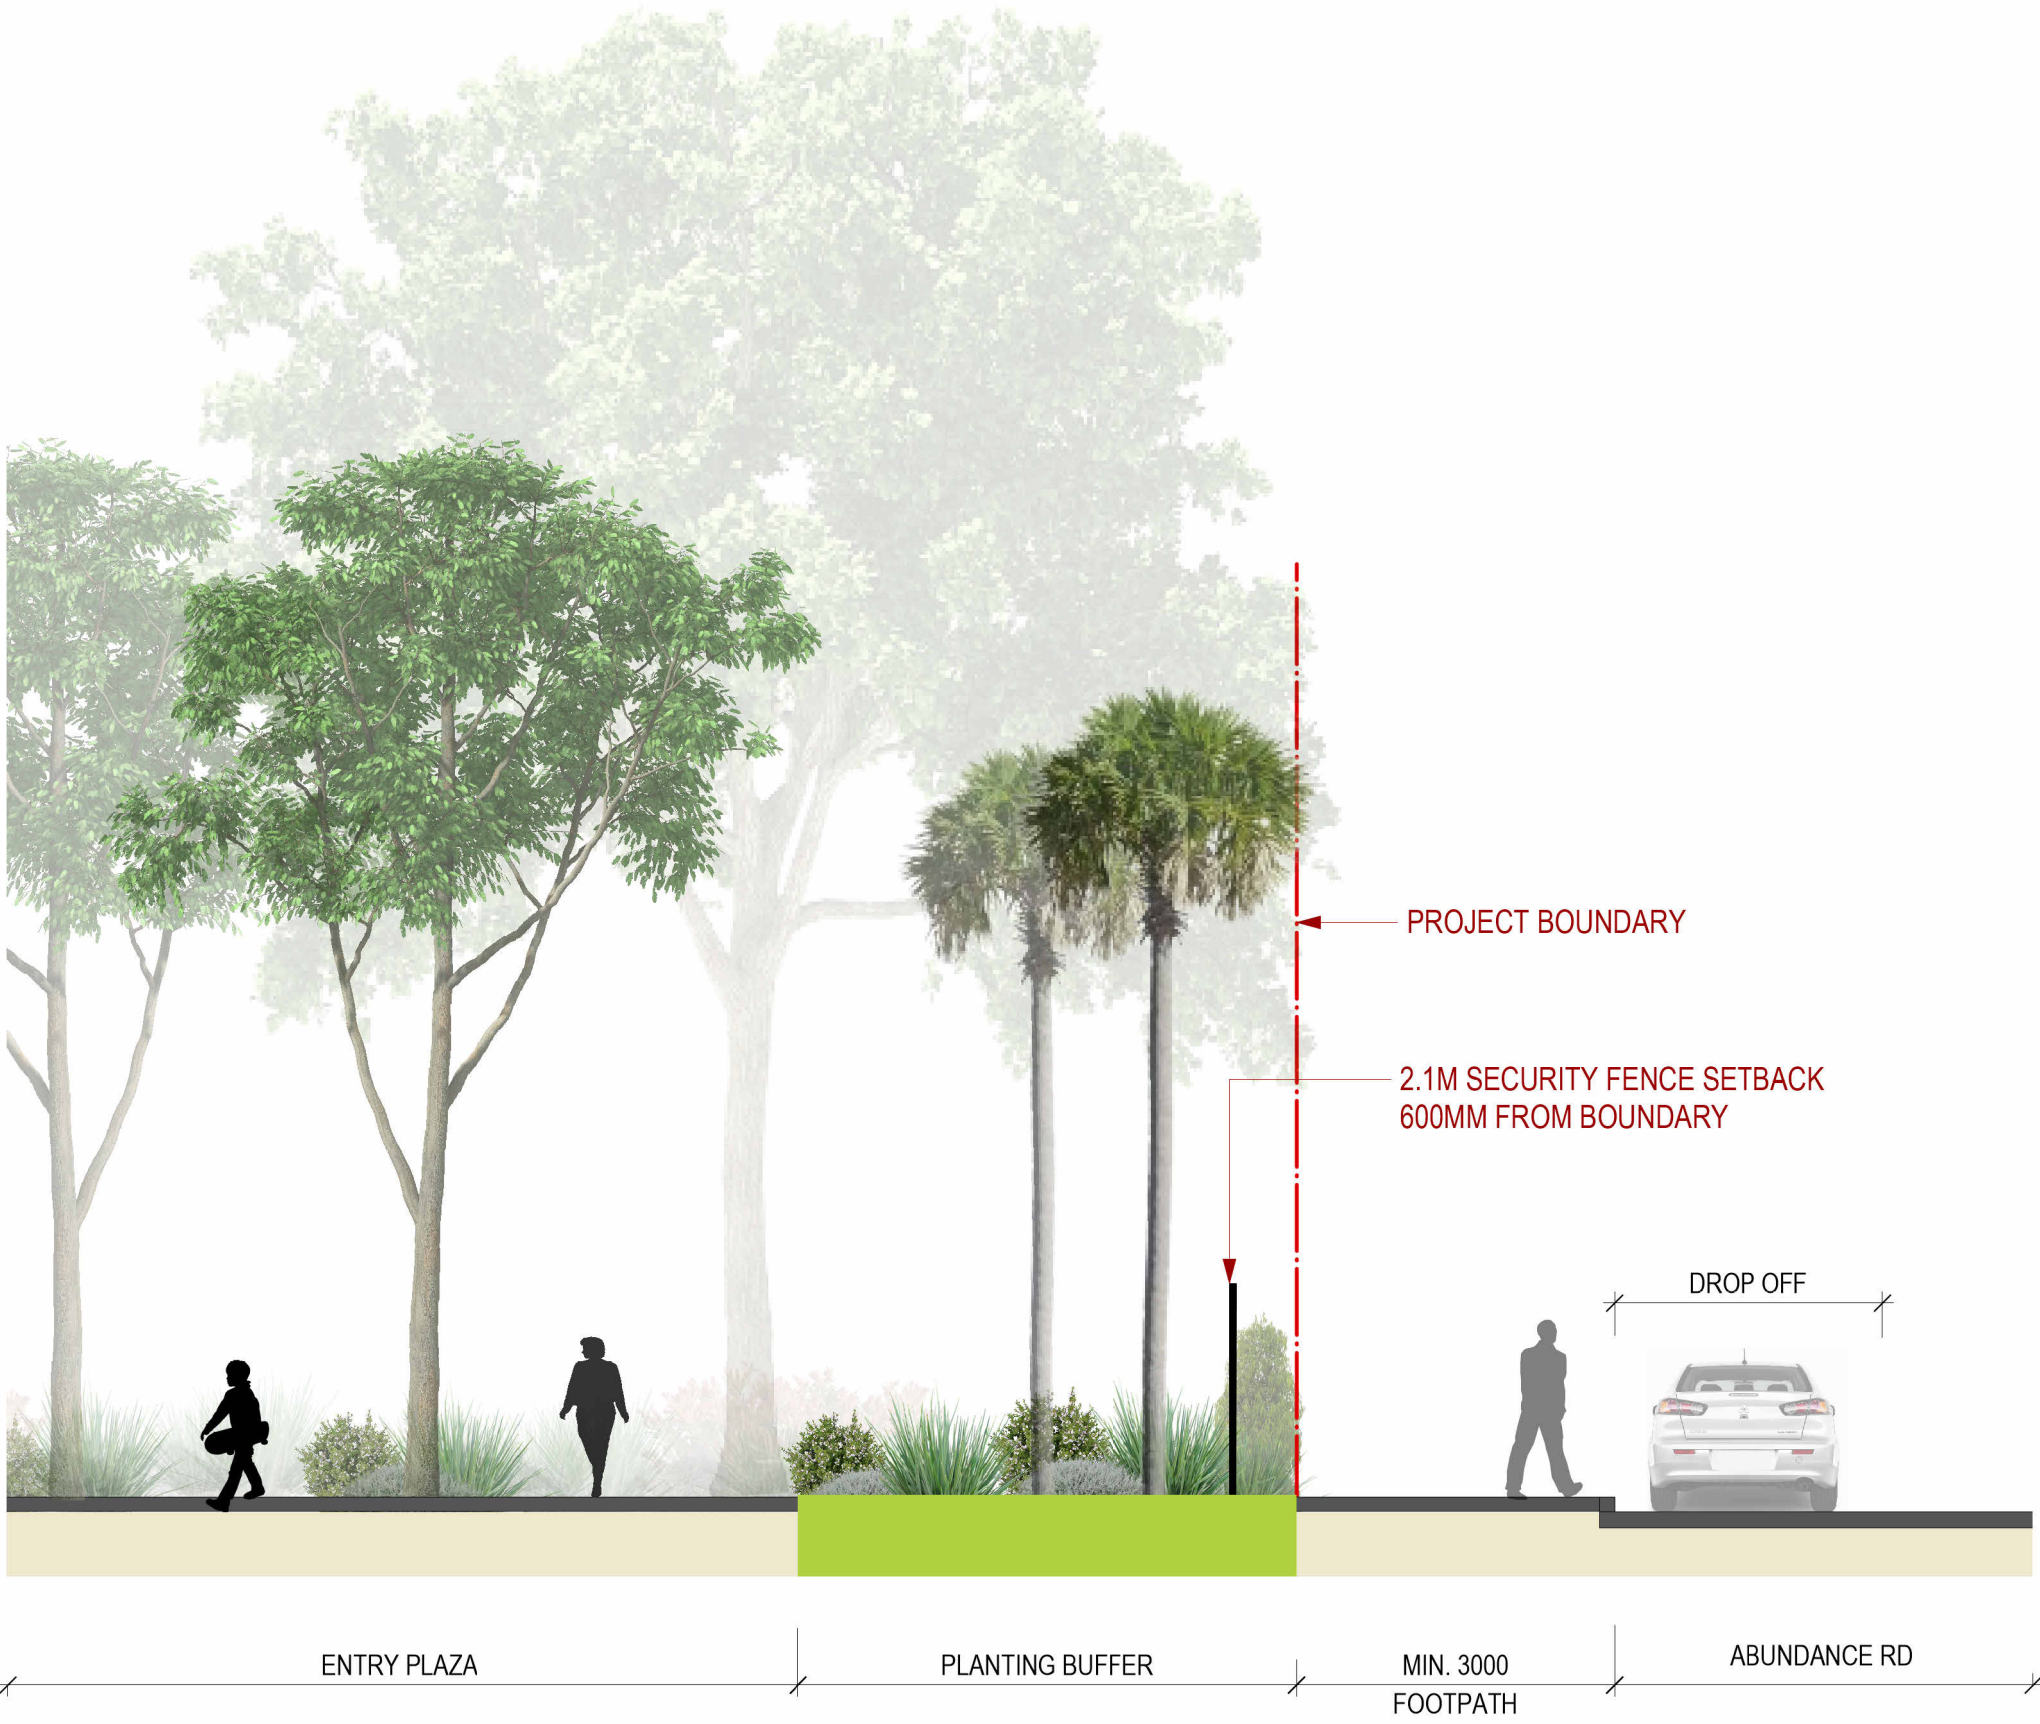 PROJECT BOUNDARY
2.1M SECURITY FENCE SETBACK
600MM FROM BOUNDARY
DROP OFF
ENTRY PLAZA
PLANTING BUFFER
MIN. 3000
FOOTPATH
ABUNDANCE RD